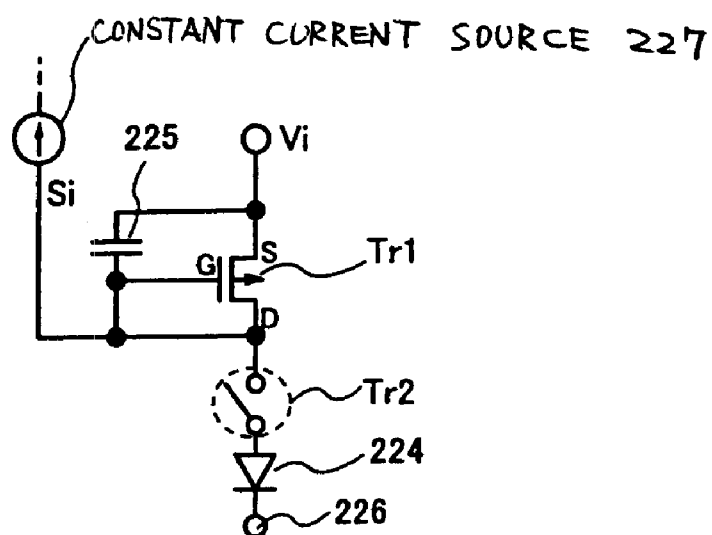 CONSTANT CURRENT SOURCE 227
225
Vi
Si
G
S
Tr1
D
Tr2
224
226